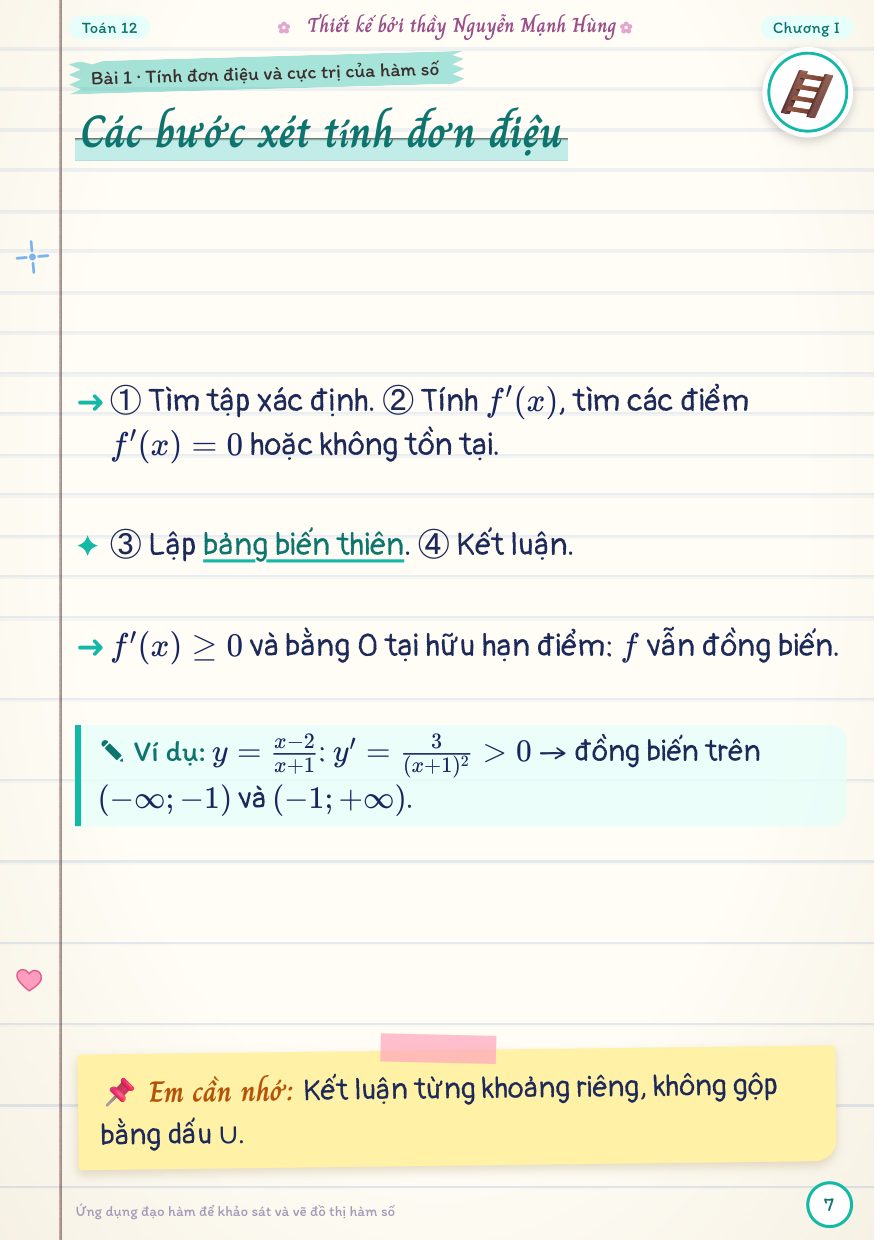 Toán 12
Thiết kế bởi thầy Nguyễn Mạnh Hùng
Chương I
Bài 1 · Tính đơn điệu và cực trị của hàm số
Các bước xét tính đơn điệu
→ ① Tìm tập xác định. ② Tính f′(x), tìm các điểm
f′(x) = 0 hoặc không tồn tại.
✦ ③ Lập bảng biến thiên. ④ Kết luận.
→ f′(x) ≥ 0 và bằng 0 tại hữu hạn điểm: f vẫn đồng biến.
Ví dụ: y = (x−2)/(x+1): y′ = 3/(x+1)² > 0 → đồng biến trên
(−∞; −1) và (−1; +∞).
Em cần nhớ: Kết luận từng khoảng riêng, không gộp
bằng dấu ∪.
Ứng dụng đạo hàm để khảo sát và vẽ đồ thị hàm số
7